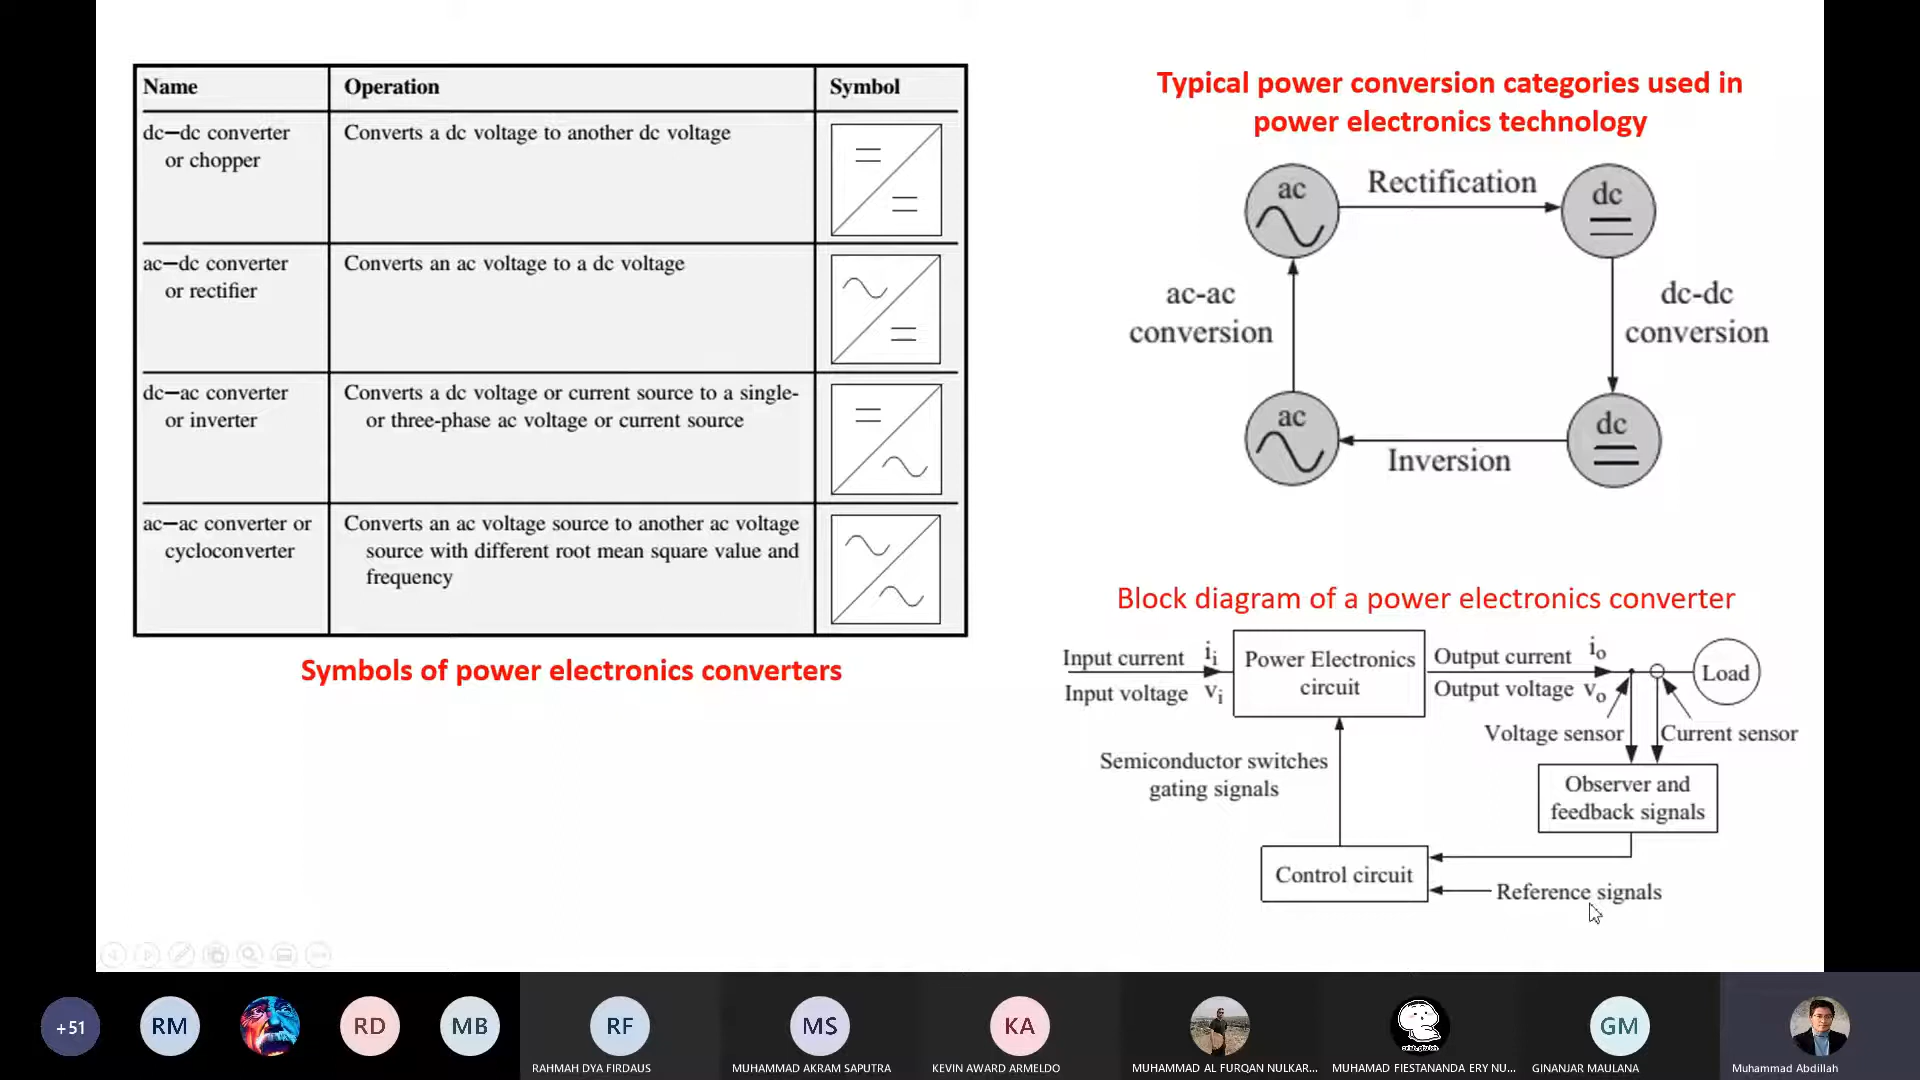 Name Operation Symbol
dc–dc converter Converts a dc voltage to another dc voltage
or chopper
ac–dc converter Converts an ac voltage to a dc voltage
or rectifier
dc–ac converter Converts a dc voltage or current source to a single-
or inverter or three-phase ac voltage or current source
ac–ac converter or Converts an ac voltage source to another ac voltage
cycloconverter source with different root mean square value and
frequency
Symbols of power electronics converters
Typical power conversion categories used in
power electronics technology
ac Rectification dc
ac-ac dc-dc
conversion conversion
ac dc
Inversion
Block diagram of a power electronics converter
Input current ii Power Electronics Output current io
Input voltage vi circuit Output voltage vo Load
Voltage sensor Current sensor
Semiconductor switches
gating signals
Observer and
feedback signals
Control circuit
Reference signals
+51 RM RD MB RF MS KA GM
RAHMAH DYA FIRDAUS MUHAMMAD AKRAM SAPUTRA KEVIN AWARD ARMELDO MUHAMMAD AL FURQAN NULKAR... MUHAMAD FIESTANANDA ERY NU... GINANJAR MAULANA Muhammad Abdillah